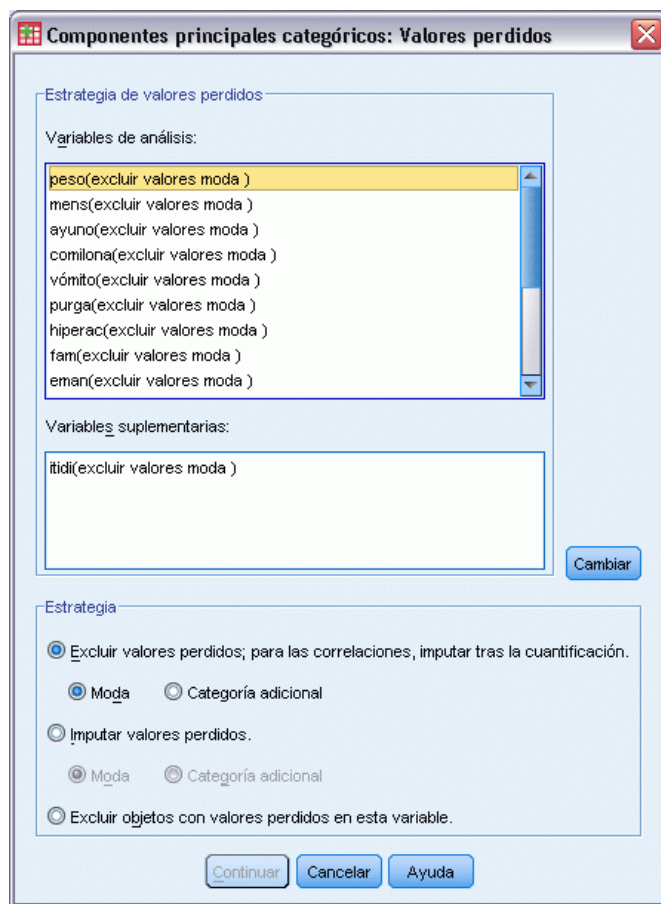 Componentes principales categóricos: Valores perdidos
Estrategia de valores perdidos
Variables de análisis:
peso(excluir valores moda )
mens(excluir valores moda )
ayuno(excluir valores moda )
comilona(excluir valores moda )
vómito(excluir valores moda )
purga(excluir valores moda )
hiperac(excluir valores moda )
fam(excluir valores moda )
eman(excluir valores moda )
Variables suplementarias:
itidi(excluir valores moda )
Cambiar
Estrategia
Excluir valores perdidos; para las correlaciones, imputar tras la cuantificación.
Moda Categoría adicional
Imputar valores perdidos.
Moda Categoría adicional
Excluir objetos con valores perdidos en esta variable.
Continuar Cancelar Ayuda